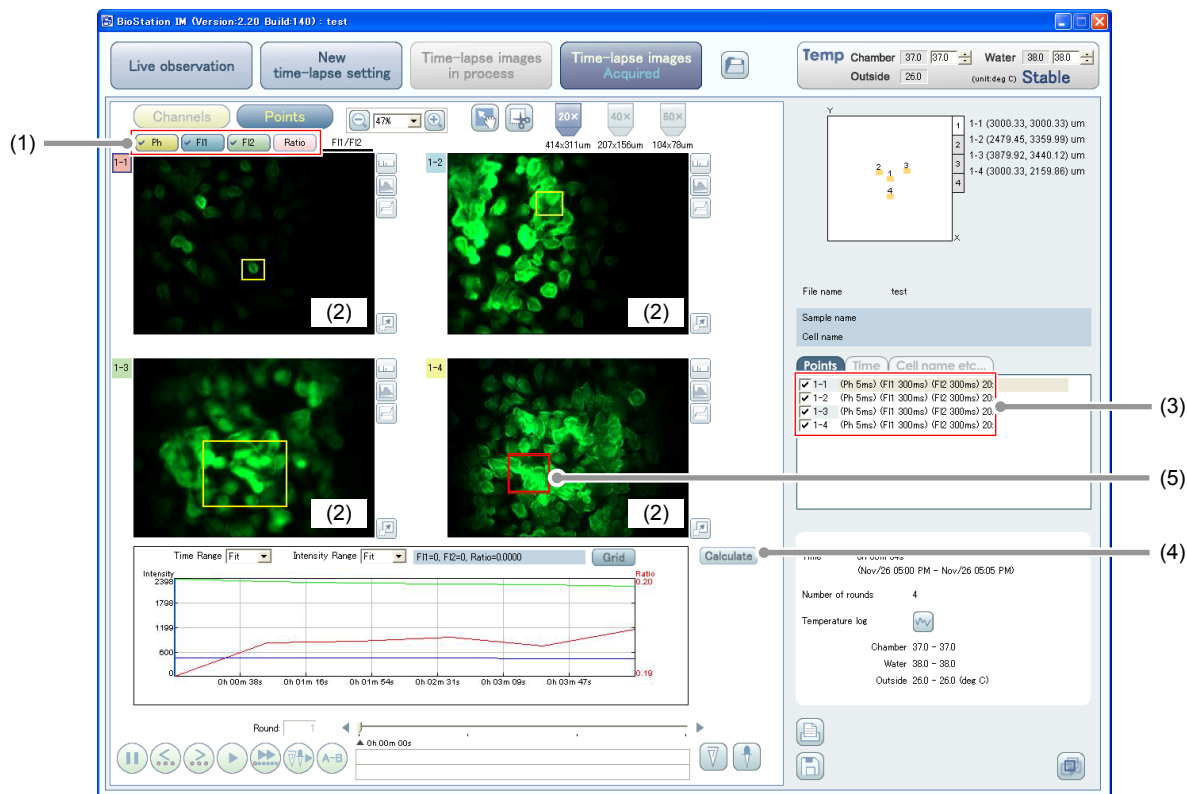 BioStation IM (Version:2.20 Build:140) : test
Live observation
New
time-lapse setting
Time-lapse images
in process
Time-lapse images
Acquired
Temp Chamber 37.0 37.0 Water 38.0 38.0
Outside 26.0 (unit:deg C) Stable
Channels
Points
47%
20×
40×
80×
414x311um 207x156um 104x78um
(1)
Ph
Fl1
Fl2
Ratio
Fl1/Fl2
1-1
(2)
1-2
(2)
1-3
(2)
1-4
(2)
Y
1
2
3
4
2
1
3
4
X
1-1 (3000.33, 3000.33) um
1-2 (2479.45, 3359.99) um
1-3 (3879.92, 3440.12) um
1-4 (3000.33, 2159.86) um
File name test
Sample name
Cell name
Points
Time
Cell name etc...
1-1 (Ph 5ms) (Fl1 300ms) (Fl2 300ms) 20:
1-2 (Ph 5ms) (Fl1 300ms) (Fl2 300ms) 20:
1-3 (Ph 5ms) (Fl1 300ms) (Fl2 300ms) 20.
1-4 (Ph 5ms) (Fl1 300ms) (Fl2 300ms) 20:
(3)
(5)
(4)
Time Range Fit Intensity Range Fit Fl1=0, Fl2=0, Ratio=0.0000 Grid
Calculate
Intensity
2398
1798
1199
600
0
Ratio
0.20
0.19
0h 00m 38s 0h 01m 16s 0h 01m 54s 0h 02m 31s 0h 03m 09s 0h 03m 47s
Time
(Nov/26 05:00 PM - Nov/26 05:05 PM)
Number of rounds 4
Temperature log
Chamber 37.0 - 37.0
Water 38.0 - 38.0
Outside 26.0 - 26.0 (deg C)
Round: 1
0h 00m 00s
A-B